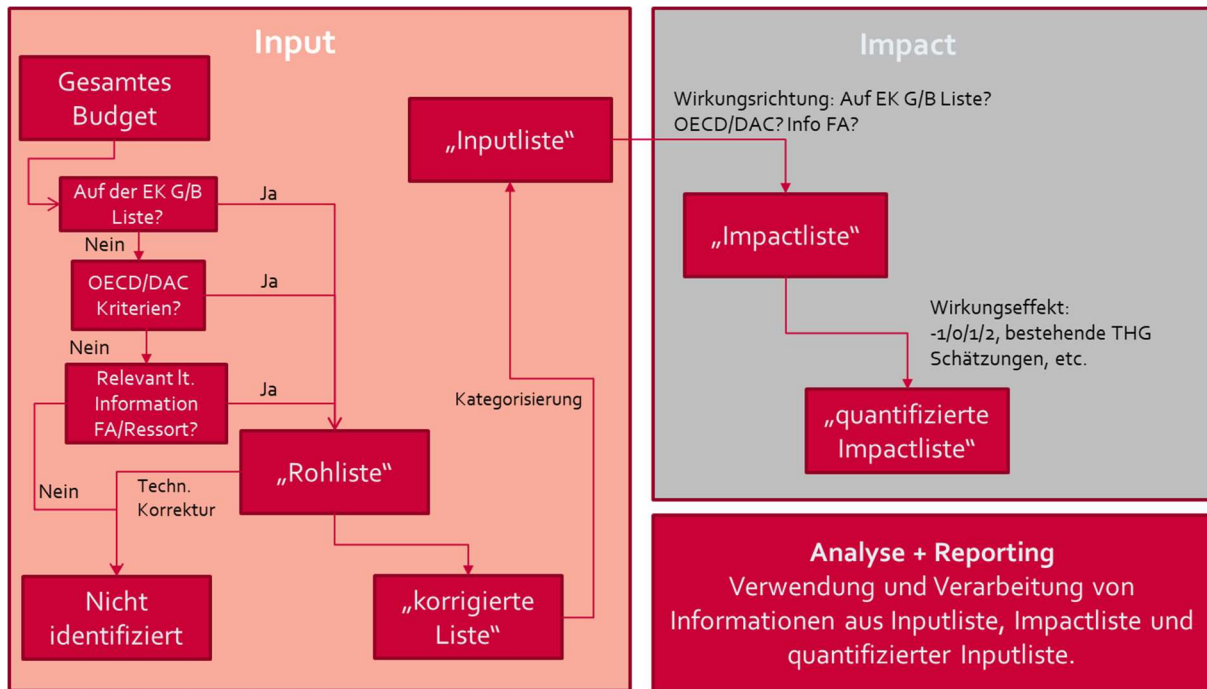 Input
Gesamtes
Budget
Auf der EK G/B
Liste?
Ja
Nein
OECD/DAC
Kriterien?
Ja
Nein
Relevant lt.
Information
FA/Ressort?
Ja
Nein
Techn.
Korrektur
„Rohliste“
Nicht
identifiziert
„korrigierte
Liste“
Kategorisierung
„Inputliste“
Impact
Wirkungsrichtung: Auf EK G/B Liste?
OECD/DAC? Info FA?
„Impactliste“
Wirkungseffekt:
-1/0/1/2, bestehende THG
Schätzungen, etc.
„quantifizierte
Impactliste“
Analyse + Reporting
Verwendung und Verarbeitung von
Informationen aus Inputliste, Impactliste und
quantifizierter Inputliste.